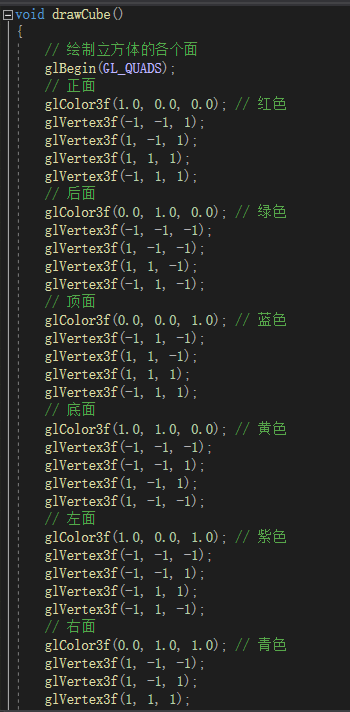 void drawCube()
{
// 绘制立方体的各个面
glBegin(GL_QUADS);
// 正面
glColor3f(1.0, 0.0, 0.0); // 红色
glVertex3f(-1, -1, 1);
glVertex3f(1, -1, 1);
glVertex3f(1, 1, 1);
glVertex3f(-1, 1, 1);
// 后面
glColor3f(0.0, 1.0, 0.0); // 绿色
glVertex3f(-1, -1, -1);
glVertex3f(1, -1, -1);
glVertex3f(1, 1, -1);
glVertex3f(-1, 1, -1);
// 顶面
glColor3f(0.0, 0.0, 1.0); // 蓝色
glVertex3f(-1, 1, -1);
glVertex3f(1, 1, -1);
glVertex3f(1, 1, 1);
glVertex3f(-1, 1, 1);
// 底面
glColor3f(1.0, 1.0, 0.0); // 黄色
glVertex3f(-1, -1, -1);
glVertex3f(-1, -1, 1);
glVertex3f(1, -1, 1);
glVertex3f(1, -1, -1);
// 左面
glColor3f(1.0, 0.0, 1.0); // 紫色
glVertex3f(-1, -1, -1);
glVertex3f(-1, -1, 1);
glVertex3f(-1, 1, 1);
glVertex3f(-1, 1, -1);
// 右面
glColor3f(0.0, 1.0, 1.0); // 青色
glVertex3f(1, -1, -1);
glVertex3f(1, -1, 1);
glVertex3f(1, 1, 1);